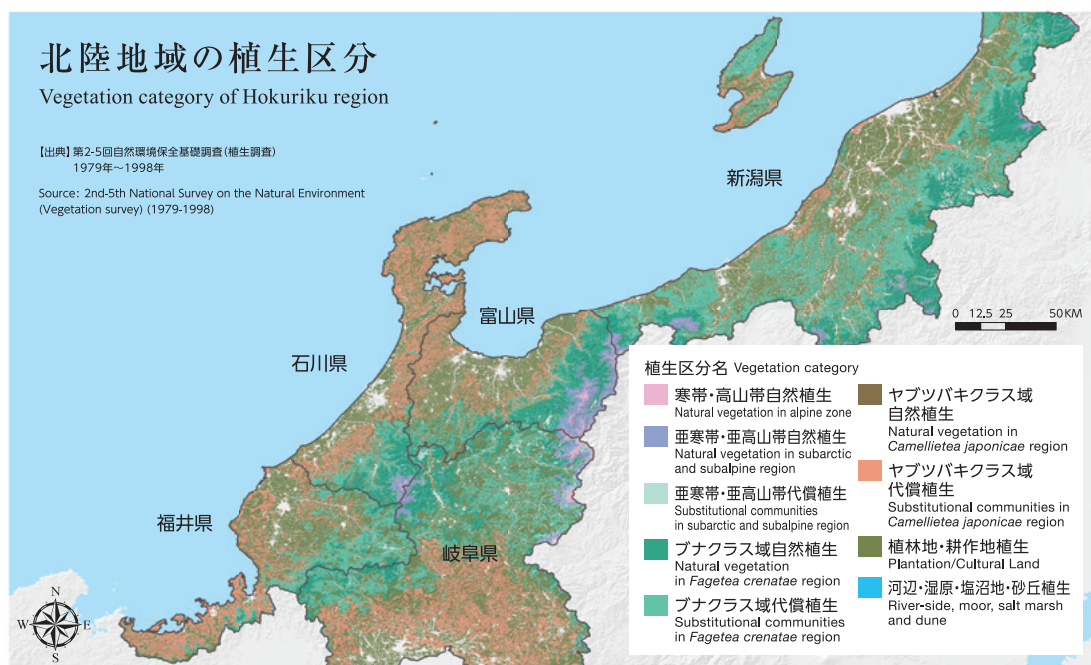 北陸地域の植生区分
Vegetation category of Hokuriku region
【出典】第2-5回自然環境保全基礎調査(植生調査)
1979年～1998年
Source: 2nd-5th National Survey on the Natural Environment
(Vegetation survey) (1979-1998)
新潟県
富山県
石川県
福井県
岐阜県
N
W
E
S
0 12.5 25 50KM
植生区分名 Vegetation category
寒帯・高山帯自然植生
Natural vegetation in alpine zone
亜寒帯・亜高山帯自然植生
Natural vegetation in subarctic
and subalpine region
亜寒帯・亜高山帯代償植生
Substitutional communities
in subarctic and subalpine region
ブナクラス域自然植生
Natural vegetation
in Fagetea crenatae region
ブナクラス域代償植生
Substitutional communities
in Fagetea crenatae region
ヤブツバキクラス域
自然植生
Natural vegetation in
Camellietea japonicae region
ヤブツバキクラス域
代償植生
Substitutional communities in
Camellietea japonicae region
植林地・耕作地植生
Plantation/Cultural Land
河辺・湿原・塩沼地・砂丘植生
River-side, moor, salt marsh
and dune